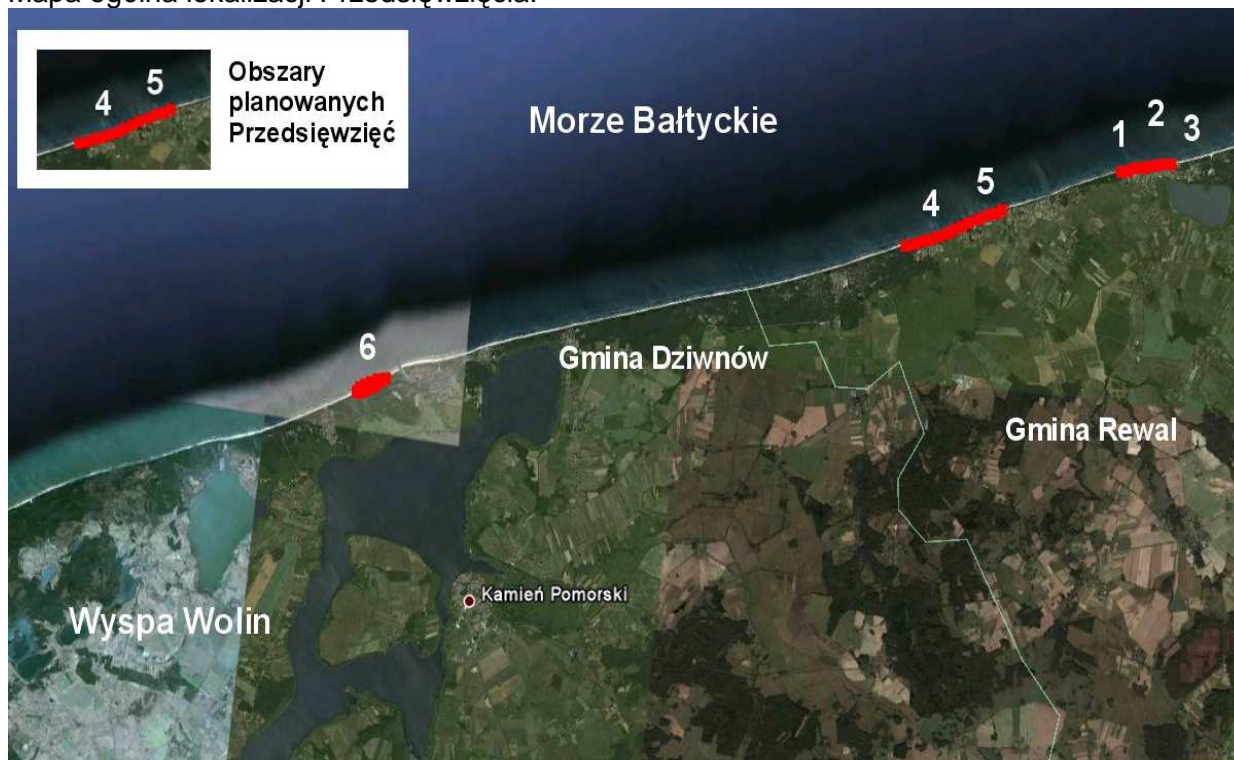 Mapa ogólna lokalizacji Przedsięwzięcia:
4 5
Obszary
planowanych
Przedsięwzięć
Morze Bałtyckie
1 2 3
4 5
6
Gmina Dziwnów
Gmina Rewal
Kamień Pomorski
Wyspa Wolin